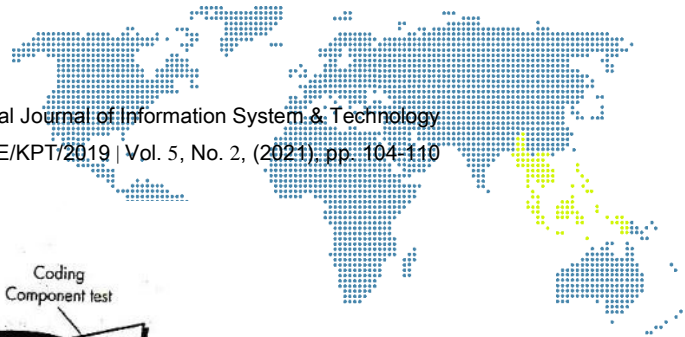 al Journal of Information System & Technology
E/KPT/2019 | Vol. 5, No. 2, (2021), pp. 104-110
Coding
Component test